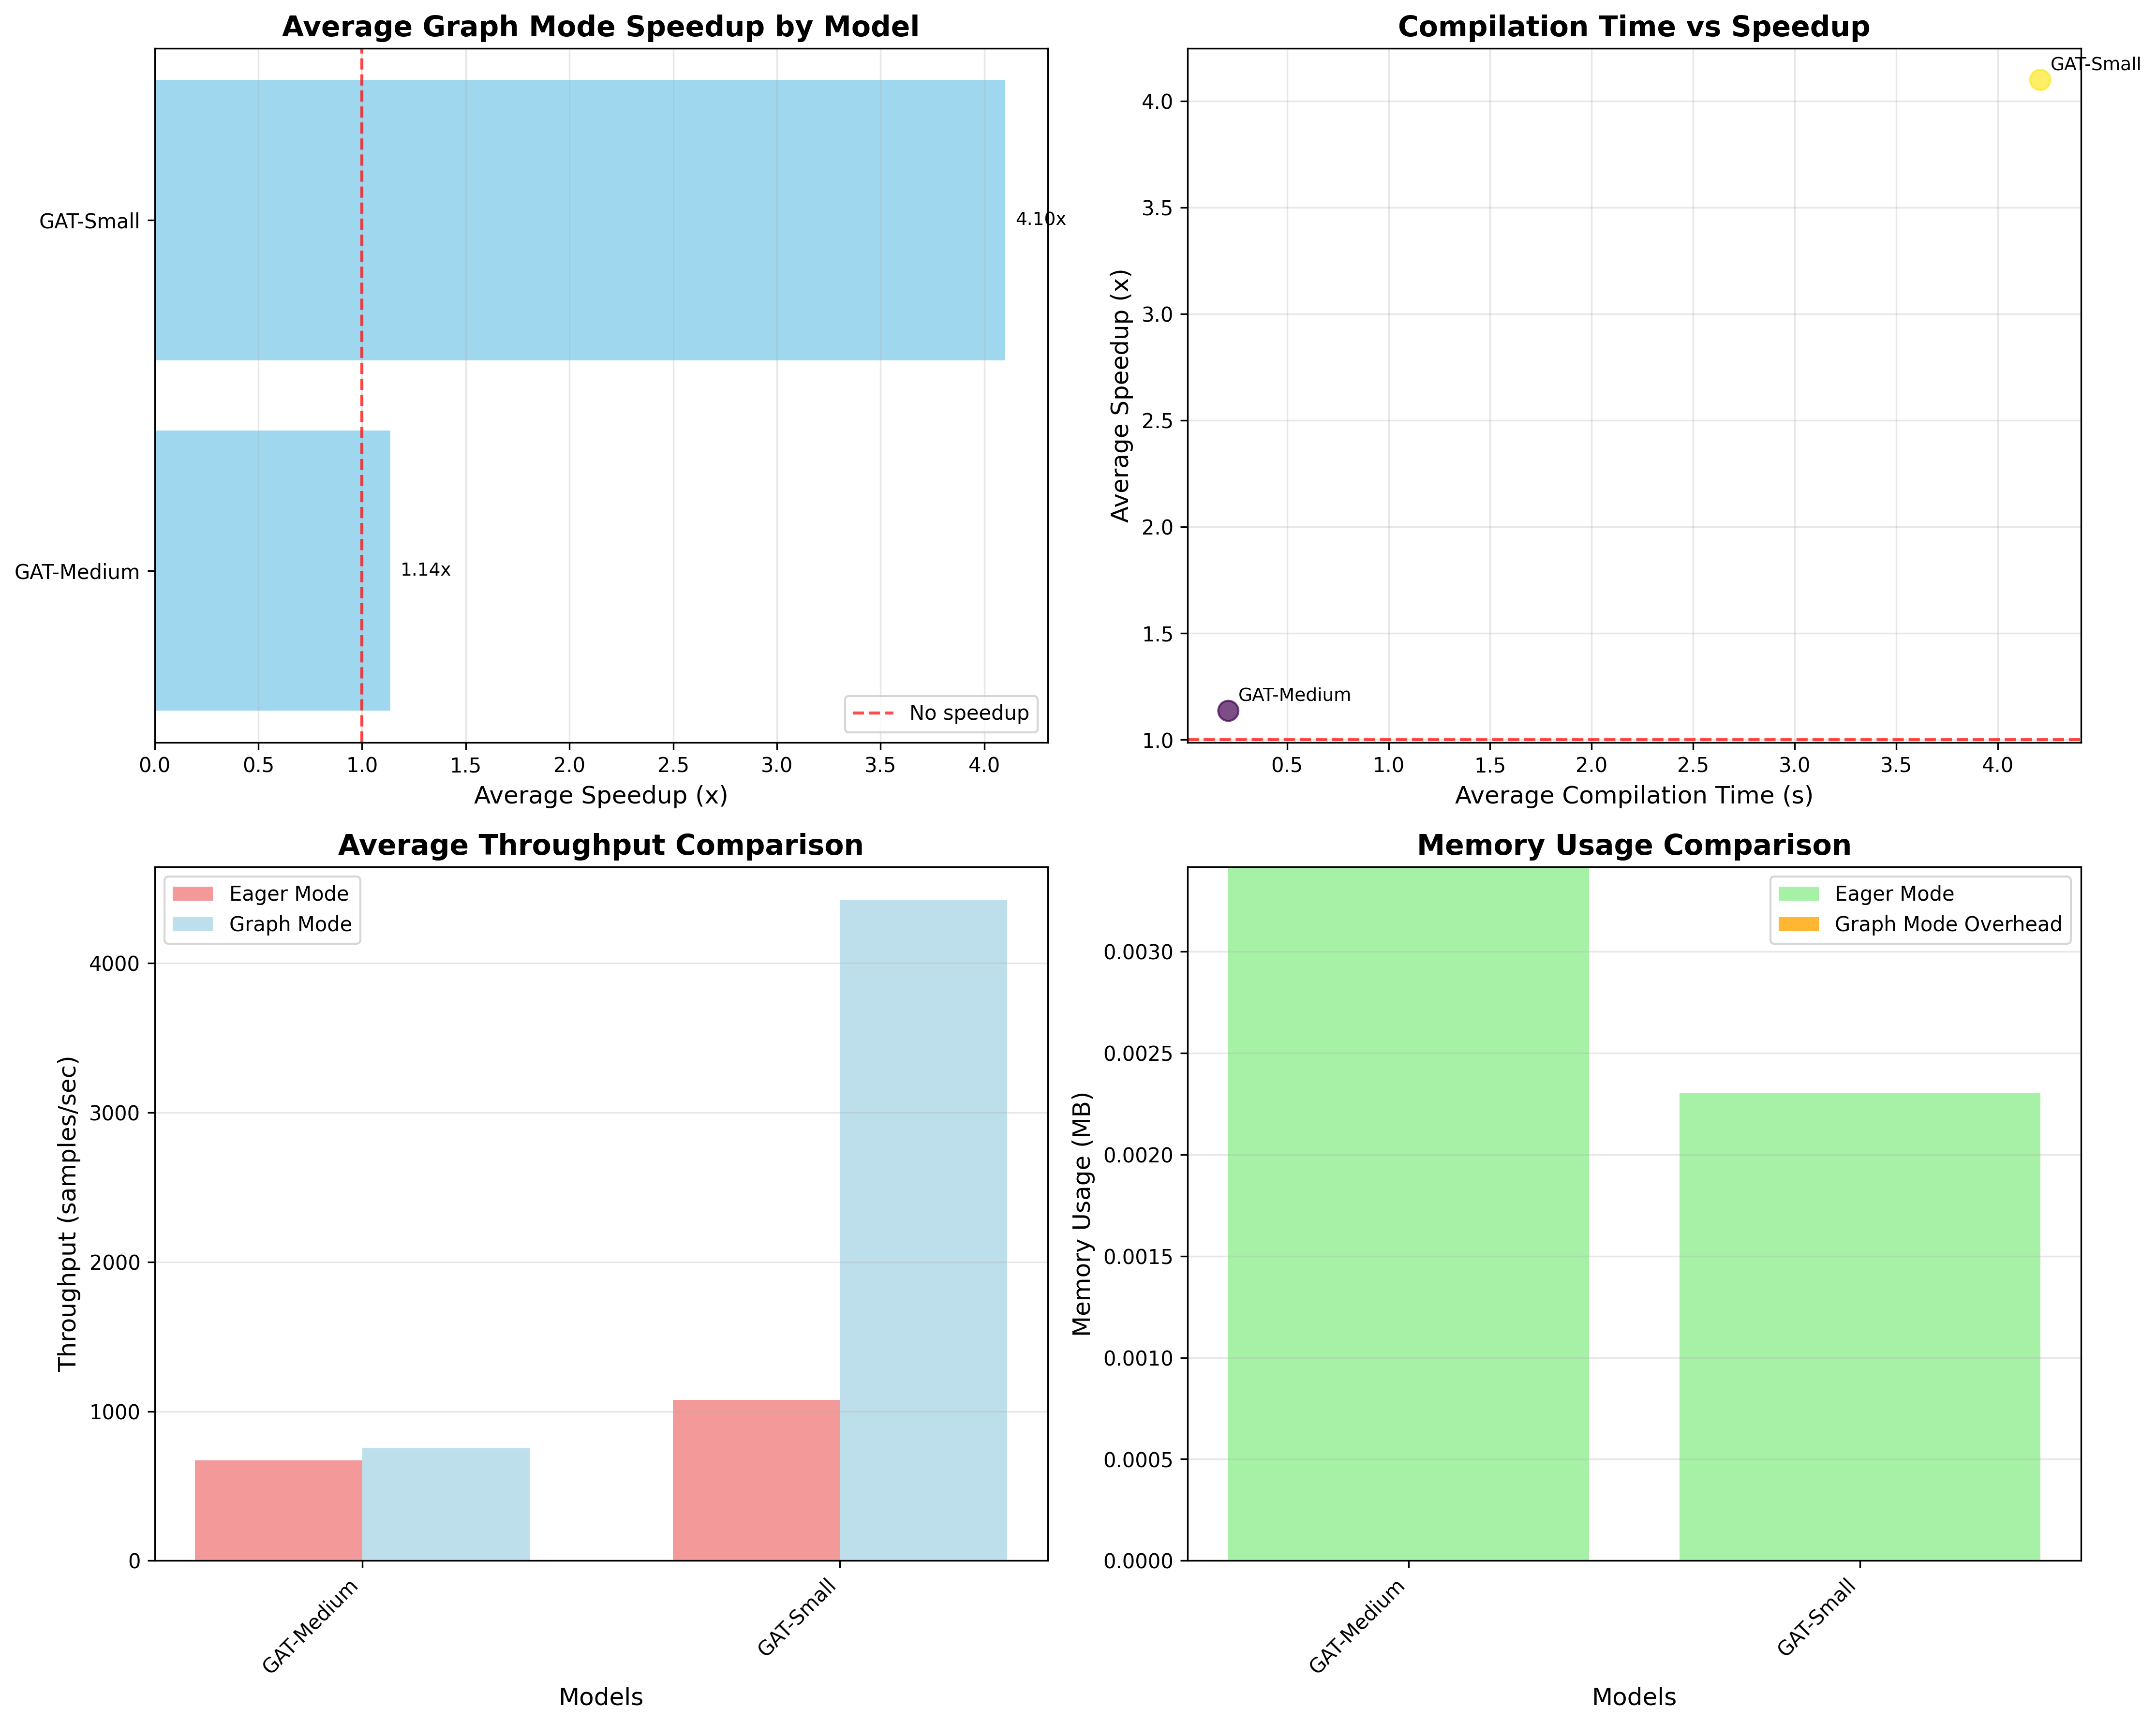 Average Graph Mode Speedup by Model
GAT-Small
GAT-Medium
4.10x
1.14x
No speedup
0.0 0.5 1.0 1.5 2.0 2.5 3.0 3.5 4.0
Average Speedup (x)
Compilation Time vs Speedup
Average Speedup (x)
4.0
3.5
3.0
2.5
2.0
1.5
1.0
GAT-Small
GAT-Medium
0.5 1.0 1.5 2.0 2.5 3.0 3.5 4.0
Average Compilation Time (s)
Average Throughput Comparison
Eager Mode
Graph Mode
Throughput (samples/sec)
4000
3000
2000
1000
0
GAT-Medium
GAT-Small
Models
Memory Usage Comparison
Eager Mode
Graph Mode Overhead
Memory Usage (MB)
0.0030
0.0025
0.0020
0.0015
0.0010
0.0005
0.0000
GAT-Medium
GAT-Small
Models